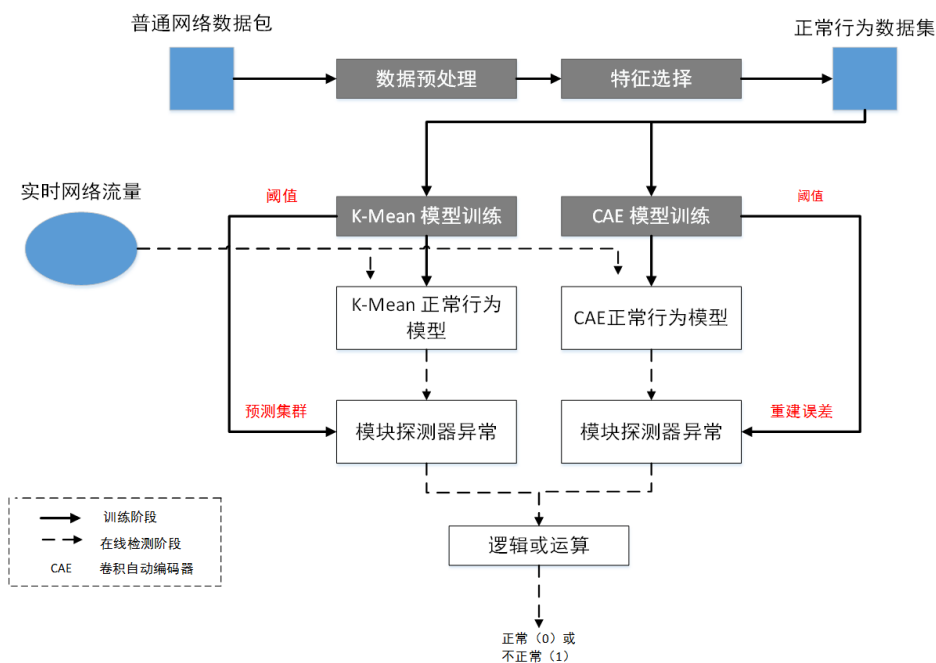 普通网络数据包
正常行为数据集
数据预处理
特征选择
实时网络流量
阈值
K-Mean 模型训练
CAE 模型训练
阈值
K-Mean 正常行为
模型
CAE正常行为模型
预测集群
模块探测器异常
模块探测器异常
重建误差
训练阶段
在线检测阶段
CAE 卷积自动编码器
逻辑或运算
正常（0）或
不正常（1）